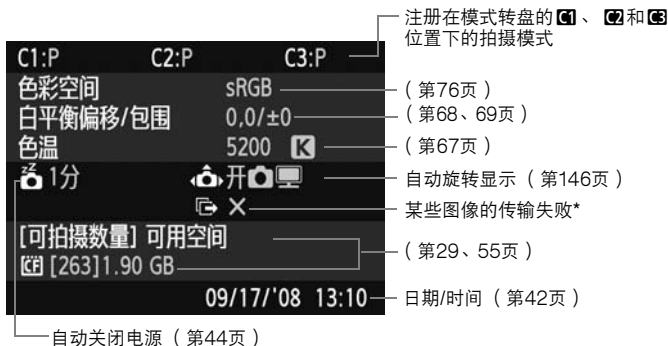 注册在模式转盘的C1、C2和C3
位置下的拍摄模式
C1:P C2:P C3:P
色彩空间 sRGB
(第76页)
白平衡偏移/包围 0,0/±0
(第68、69页)
色温 5200 K
(第67页)
zZ 1分 开
自动旋转显示(第146页)
某些图像的传输失败*
[可拍摄数量] 可用空间
CF [263]1.90 GB
(第29、55页)
09/17/'08 13:10
日期/时间(第42页)
自动关闭电源(第44页)